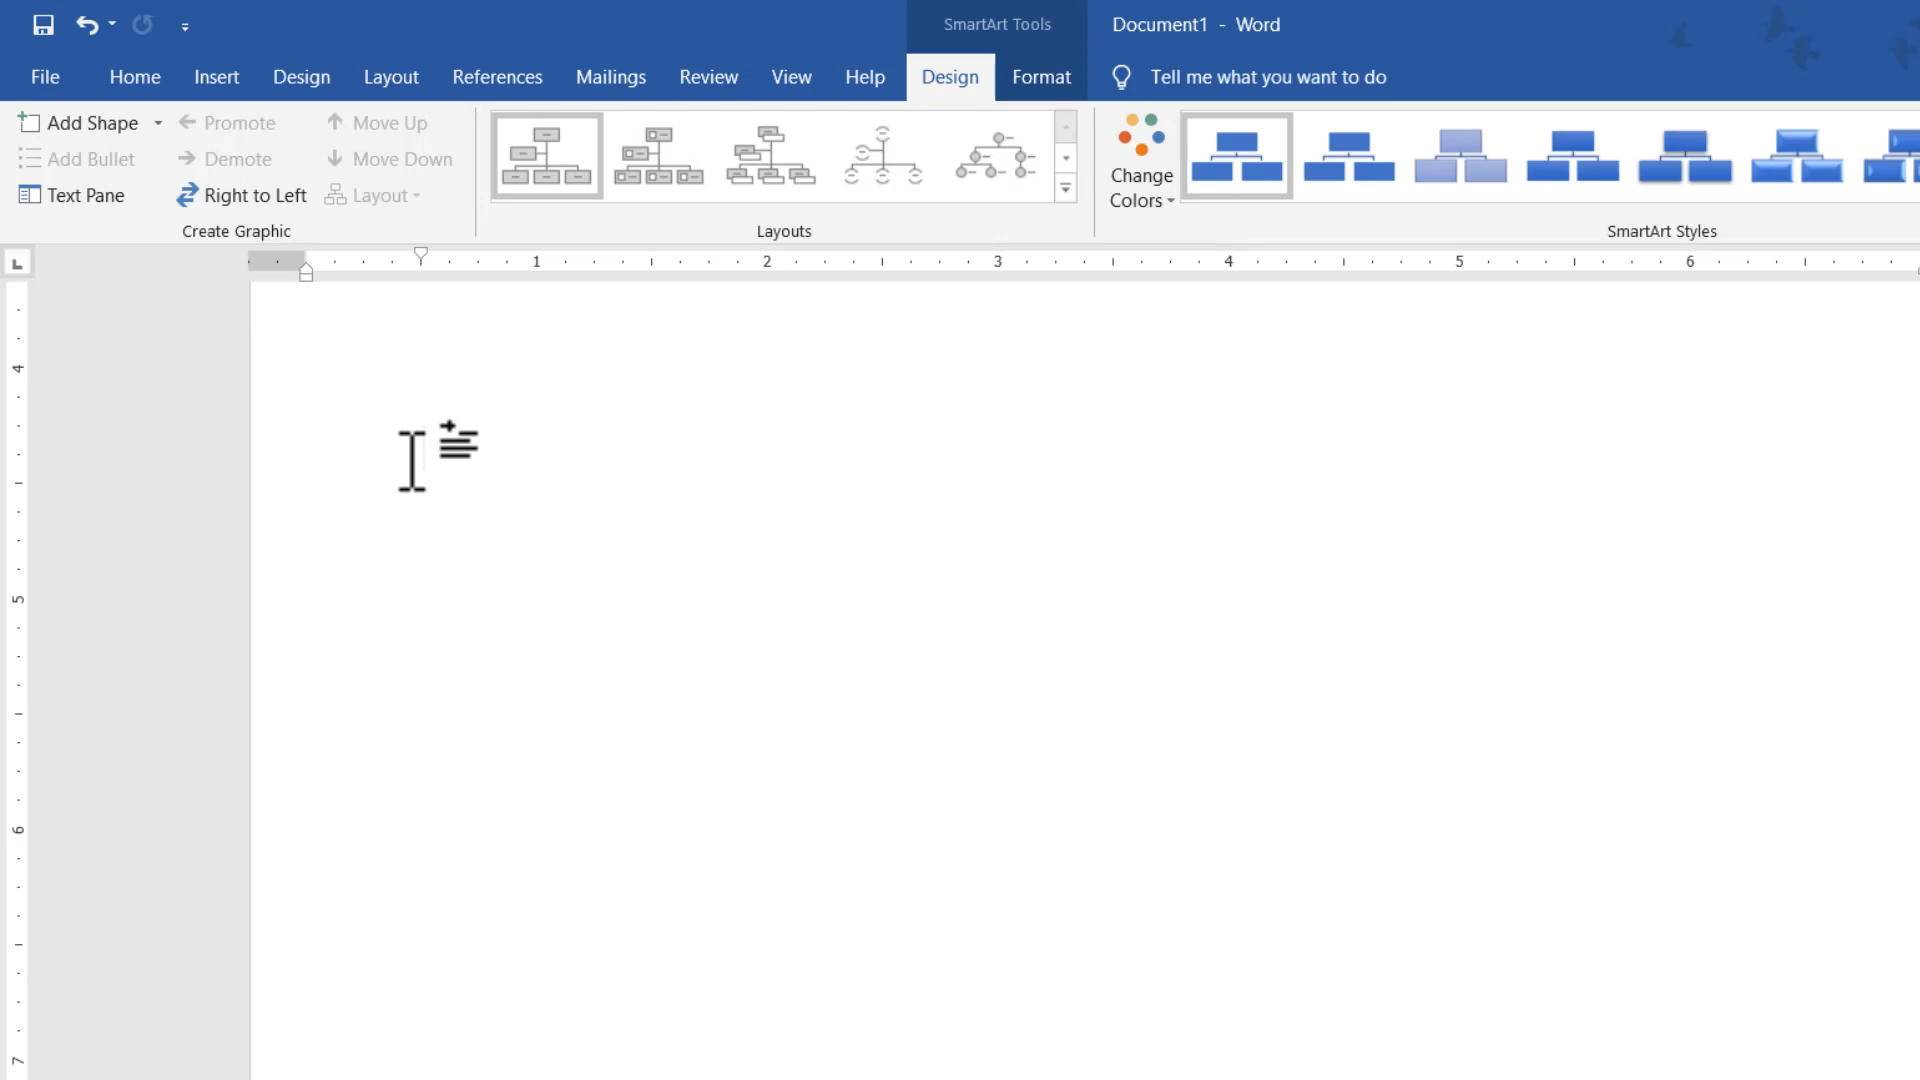 SmartArt Tools
Document1 - Word
File Home Insert Design Layout References Mailings Review View Help Design Format Tell me what you want to do
Add Shape Promote Move Up
Add Bullet Demote Move Down
Text Pane Right to Left Layout
Change
Colors
Create Graphic Layouts SmartArt Styles
1 2 3 4 5 6
4
5
6
7